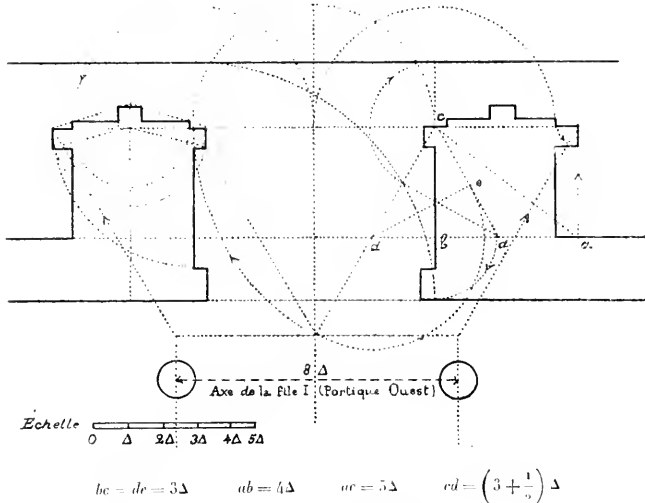 r
r
c
e
d
b
d
a
r
r
r
8 Δ
Axe de la file I (Portique Ouest)
Échelle
0 Δ 2Δ 3Δ 4Δ 5Δ
bc = de = 3Δ ab = 4Δ ac = 5Δ cd = (3 + 1/2) Δ